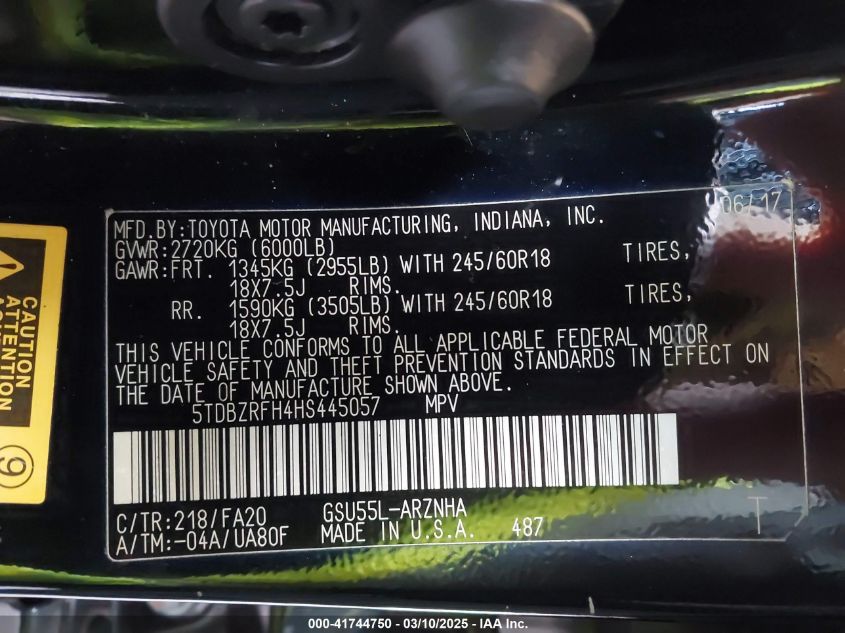 06/17
MFD.BY:TOYOTA MOTOR MANUFACTURING, INDIANA, INC.
GVWR:2720KG (6000LB)
GAWR:FRT. 1345KG (2955LB) WITH 245/60R18 TIRES,
18X7.5J RIMS.
RR. 1590KG (3505LB) WITH 245/60R18 TIRES,
18X7.5J RIMS.
THIS VEHICLE CONFORMS TO ALL APPLICABLE FEDERAL MOTOR
VEHICLE SAFETY AND THEFT PREVENTION STANDARDS IN EFFECT ON
THE DATE OF MANUFACTURE SHOWN ABOVE.
5TDBZRFH4HS445057 MPV
C/TR:218/FA20 GSU55L-ARZNHA
A/TM:-04A/UA80F MADE IN U.S.A. 487
T
CAUTION
ATTENTION
9
000-41744750 - 03/10/2025 - IAA Inc.